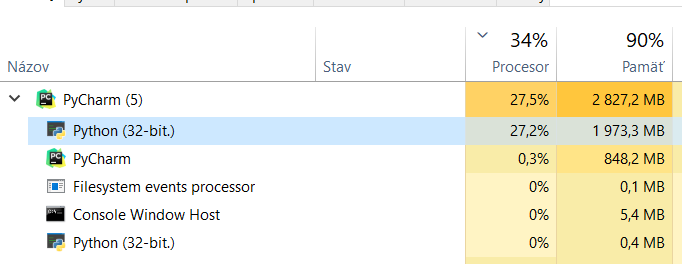 34% 90%
Názov Stav Procesor Pamäť
PyCharm (5) 27,5% 2 827,2 MB
Python (32-bit.) 27,2% 1 973,3 MB
PyCharm 0,3% 848,2 MB
Filesystem events processor 0% 0,1 MB
Console Window Host 0% 5,4 MB
Python (32-bit.) 0% 0,4 MB